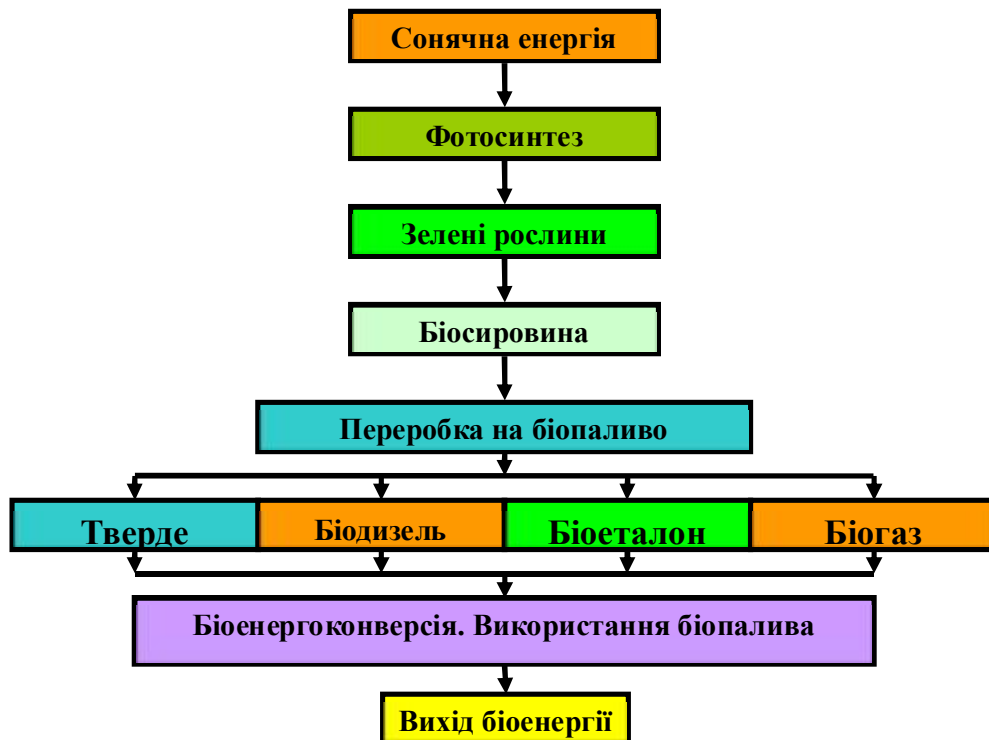 Сонячна енергія
Фотосинтез
Зелені рослини
Біосировина
Переробка на біопаливо
Тверде
Біодизель
Біоеталон
Біогаз
Біоенергоконверсія. Використання біопалива
Вихід біоенергії